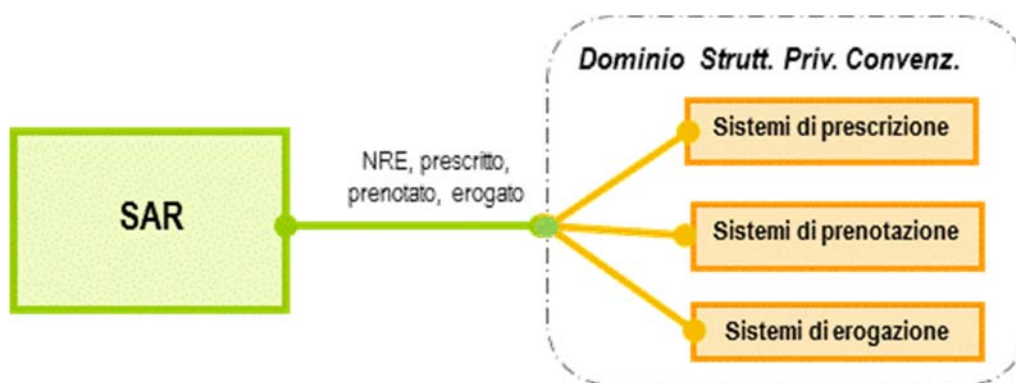 Dominio Strutt. Priv. Convenz.
Sistemi di prescrizione
NRE, prescritto,
prenotato, erogato
SAR
Sistemi di prenotazione
Sistemi di erogazione